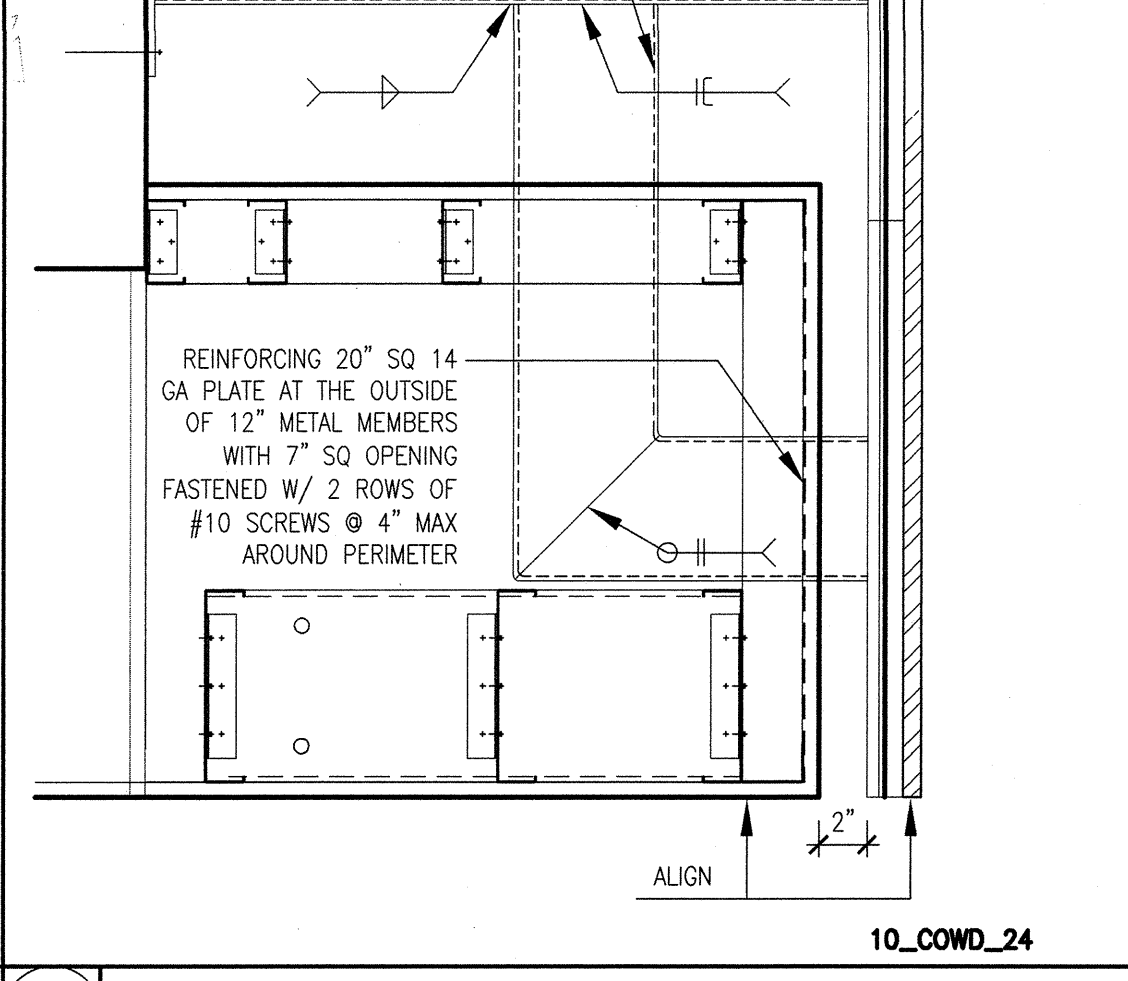 REINFORCING 20" SQ 14
GA PLATE AT THE OUTSIDE
OF 12" METAL MEMBERS
WITH 7" SQ OPENING
FASTENED W/ 2 ROWS OF
#10 SCREWS @ 4" MAX
AROUND PERIMETER
2"
ALIGN
10_COWD_24